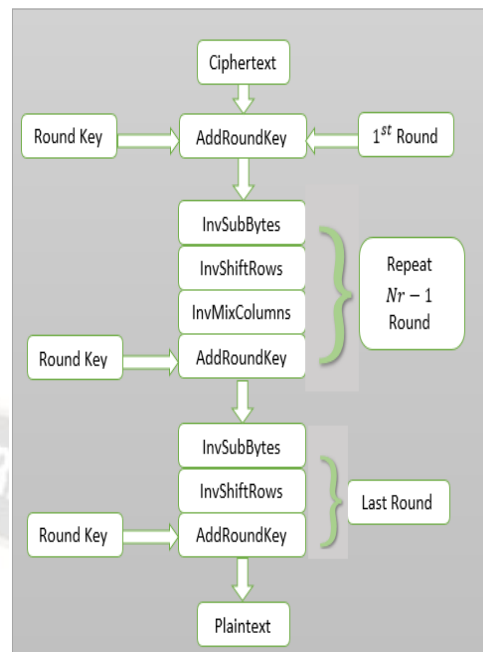 Ciphertext
Round Key
AddRoundKey
1st Round
InvSubBytes
InvShiftRows
InvMixColumns
AddRoundKey
Round Key
Repeat
Nr − 1
Round
InvSubBytes
InvShiftRows
AddRoundKey
Round Key
Last Round
Plaintext